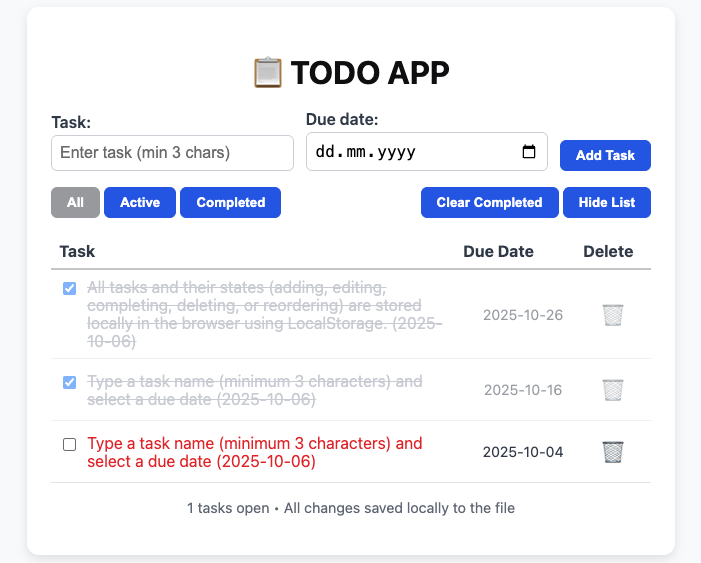 TODO APP
Task:
Due date:
Enter task (min 3 chars)
dd.mm.yyyy
Add Task
All
Active
Completed
Clear Completed
Hide List
Task
Due Date
Delete
All tasks and their states (adding, editing,
completing, deleting, or reordering) are stored
locally in the browser using LocalStorage. (2025-
10-06)
2025-10-26
Type a task name (minimum 3 characters) and
select a due date (2025-10-06)
2025-10-16
Type a task name (minimum 3 characters) and
select a due date (2025-10-06)
2025-10-04
1 tasks open • All changes saved locally to the file